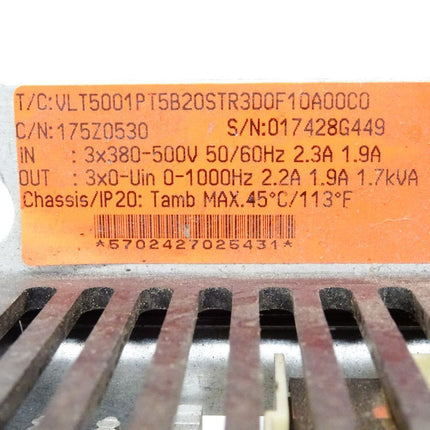 T/C:VLT5001PT5B20STR3D0F10A00C0
C/N:175Z0530 S/N:017428G449
IN : 3x380-500V 50/60Hz 2.3A 1.9A
OUT : 3x0-Uin 0-1000Hz 2.2A 1.9A 1.7kVA
Chassis/IP20: Tamb MAX.45°C/113°F
*5702427025431*